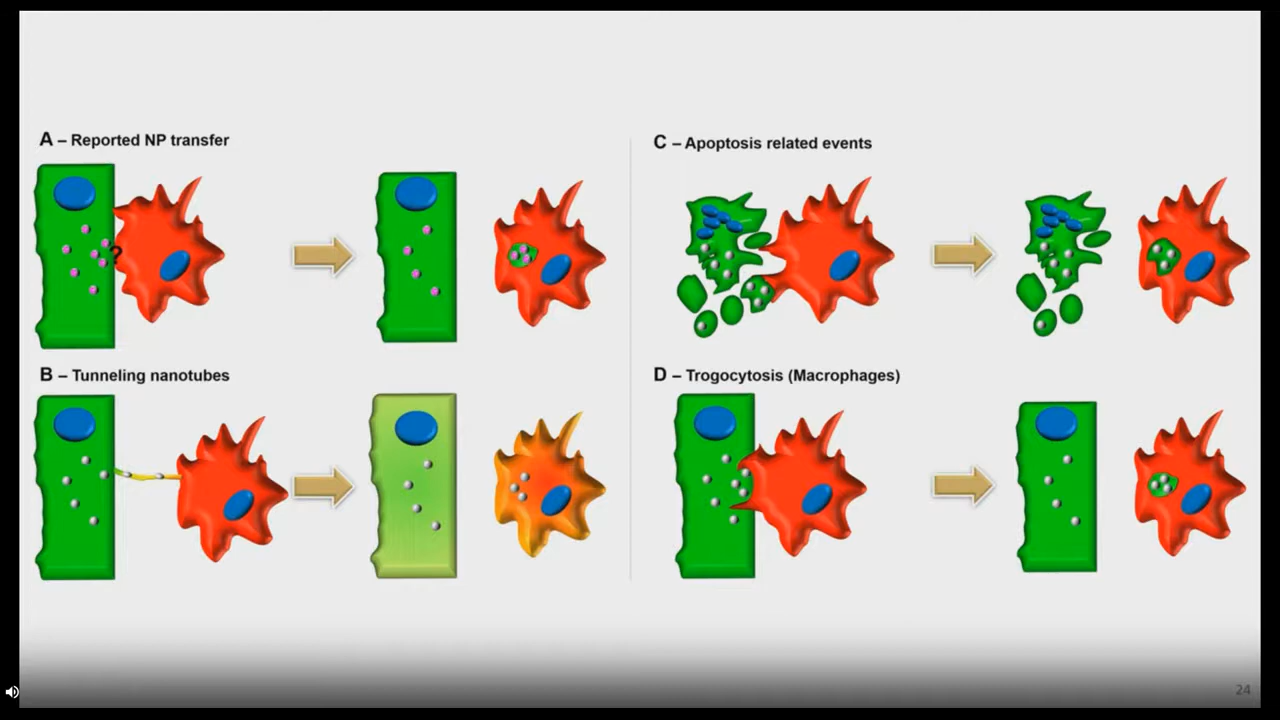 A – Reported NP transfer
?
B – Tunneling nanotubes
C – Apoptosis related events
D – Trogocytosis (Macrophages)
24